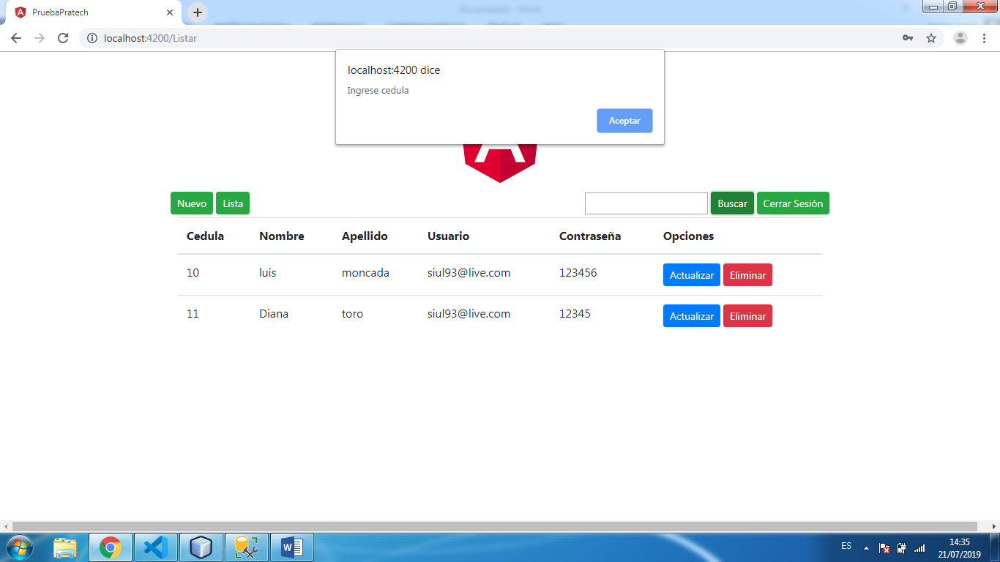 PruebaPratech
localhost:4200/Listar
localhost:4200 dice
Ingrese cedula
Aceptar
Nuevo Lista Buscar Cerrar Sesión
Cedula Nombre Apellido Usuario Contraseña Opciones
10 luis moncada siul93@live.com 123456 Actualizar Eliminar
11 Diana toro siul93@live.com 12345 Actualizar Eliminar
ES 14:35
21/07/2019